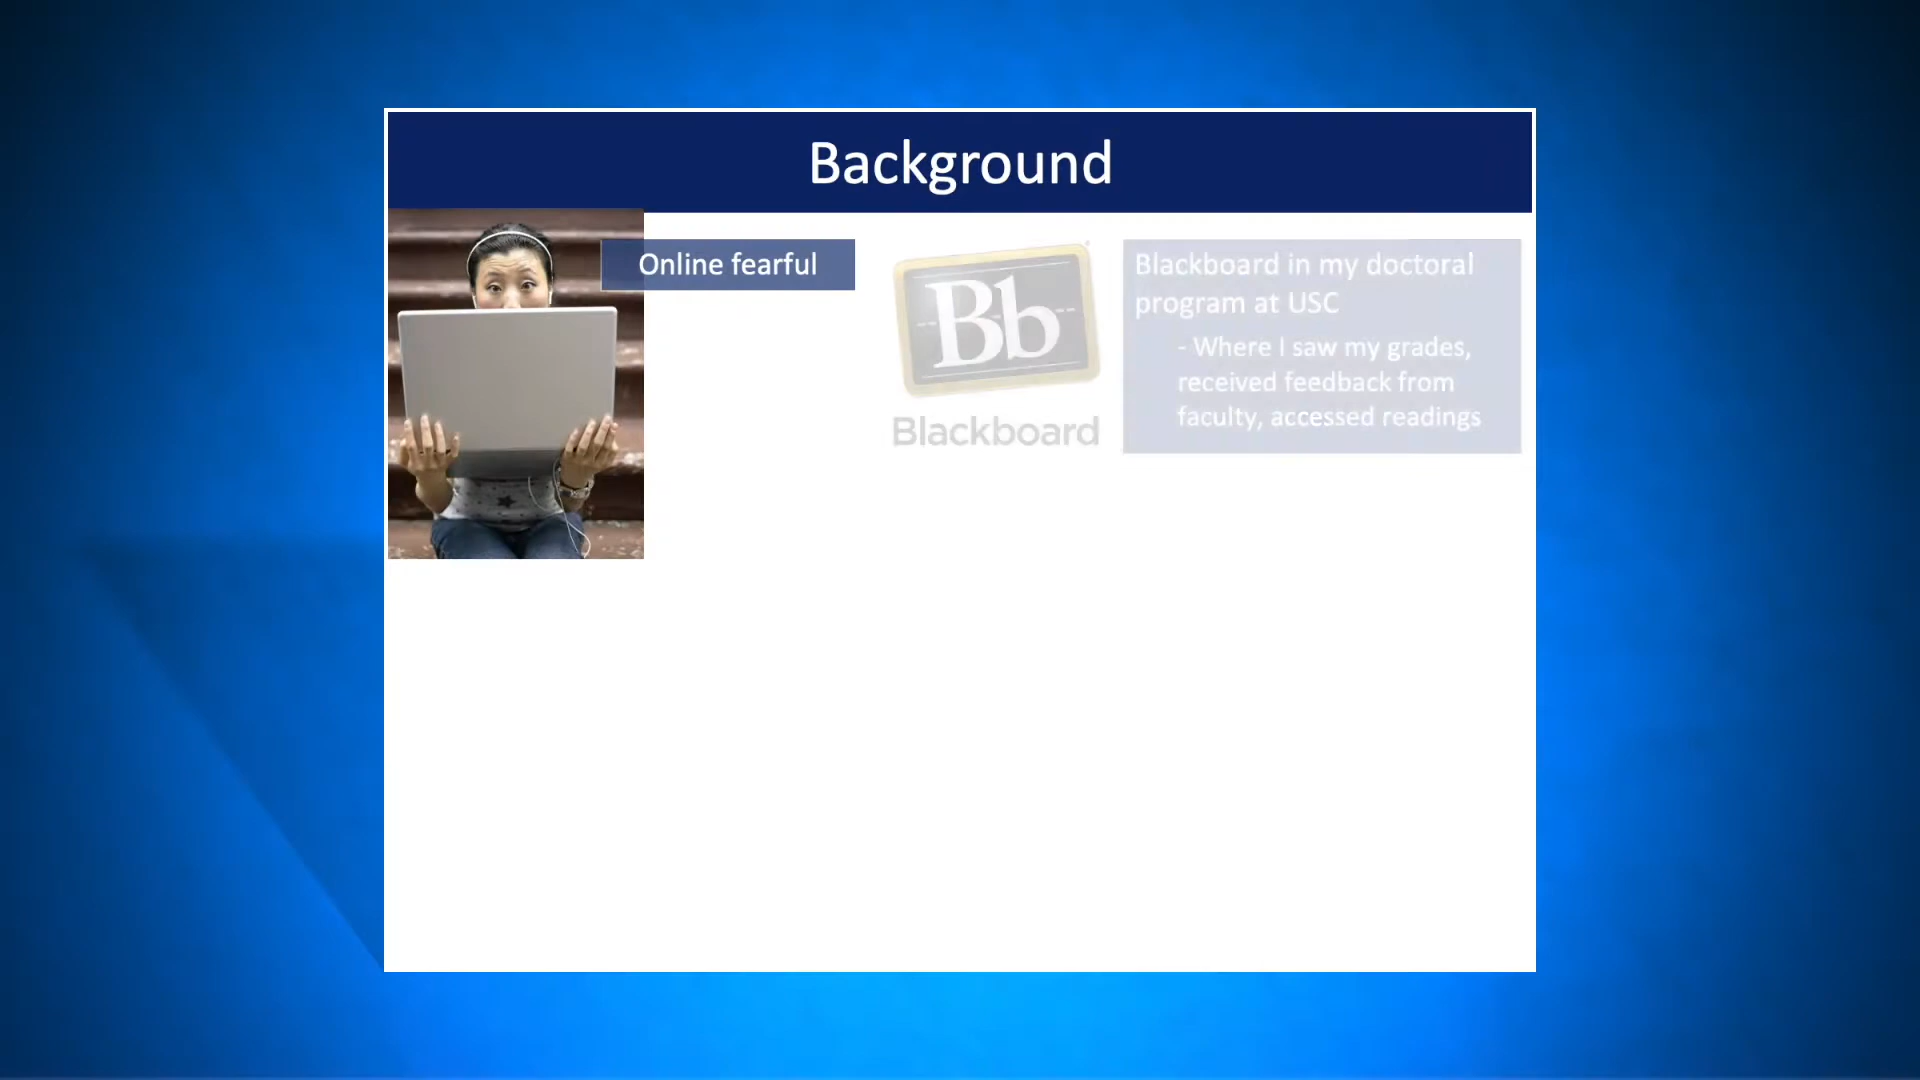 Background
Online fearful
Bb
Blackboard
Blackboard in my doctoral
program at USC
- Where I saw my grades,
received feedback from
faculty, accessed readings